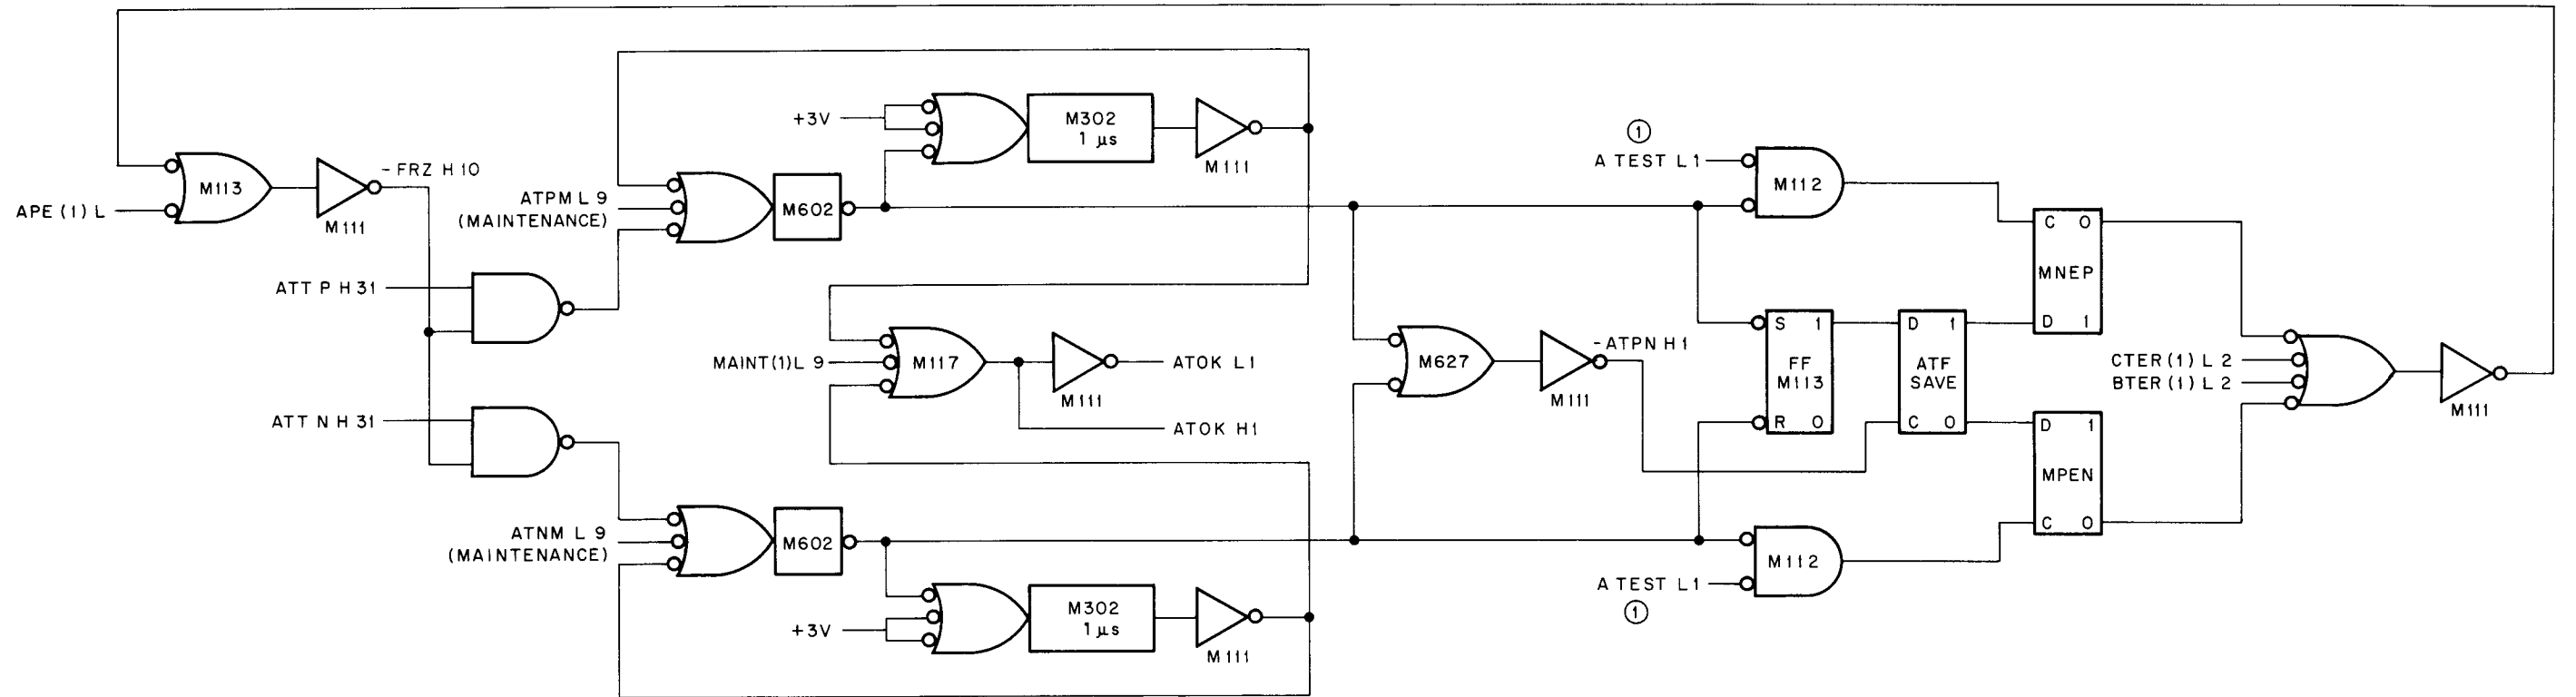 M113
APE (1) L
M111
-FRZ H 10
ATT P H 31
ATT N H 31
ATPM L 9
(MAINTENANCE)
M602
+3V
M302
1 µs
M111
MAINT(1)L 9
M117
M111
ATOK L1
ATOK H1
ATNM L 9
(MAINTENANCE)
M602
+3V
M302
1 µs
M111
M627
M111
-ATPN H 1
1
A TEST L 1
M112
S 1
FF
M113
R 0
D 1
ATF
SAVE
C 0
C 0
MNEP
D 1
D 1
MPEN
C 0
M112
A TEST L 1
1
CTER (1) L 2
BTER (1) L 2
M111